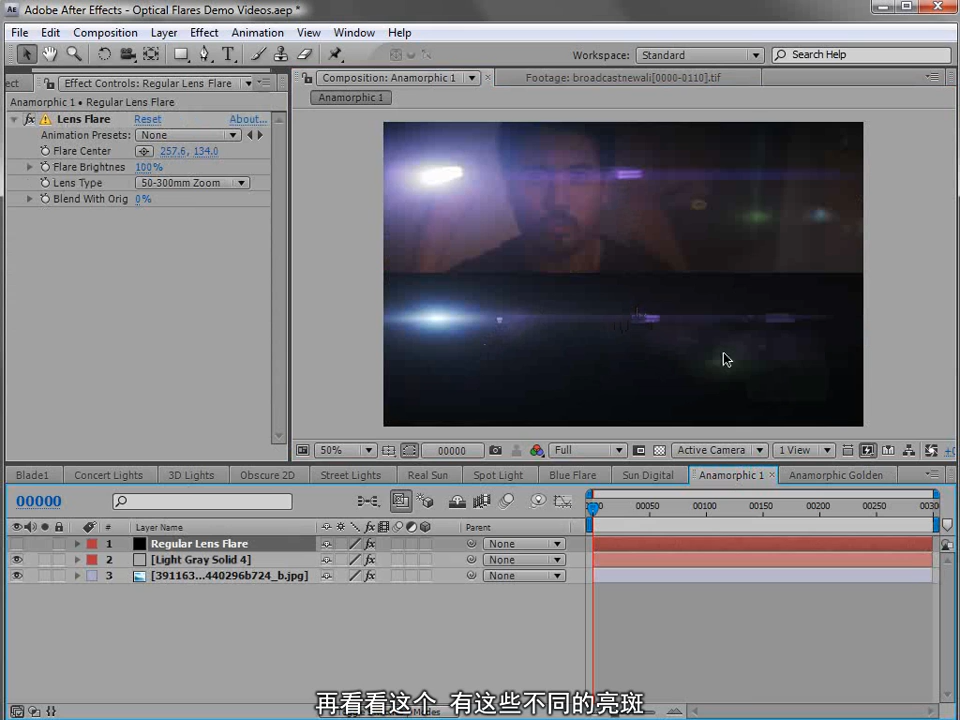 Adobe After Effects - Optical Flares Demo Videos.aep *
File Edit Composition Layer Effect Animation View Window Help
Workspace: Standard Search Help
ect Effect Controls: Regular Lens Flare
Composition: Anamorphic 1 Footage: broadcastnewali[0000-0110].tif
Anamorphic 1 • Regular Lens Flare
Anamorphic 1
fx Lens Flare Reset About...
Animation Presets: None
Flare Center 257.6, 134.0
Flare Brightnes 100%
Lens Type 50-300mm Zoom
Blend With Orig 0%
50% 00000 Full Active Camera 1 View
Blade1 Concert Lights 3D Lights Obscure 2D Street Lights Real Sun Spot Light Blue Flare Sun Digital Anamorphic 1 Anamorphic Golden
00000
00050 00100 00150 00200 00250 0030
# Layer Name Parent
1 Regular Lens Flare None
2 [Light Gray Solid 4] None
3 [391163...440296b724_b.jpg] None
再看看这个 有这些不同的亮斑
Modes